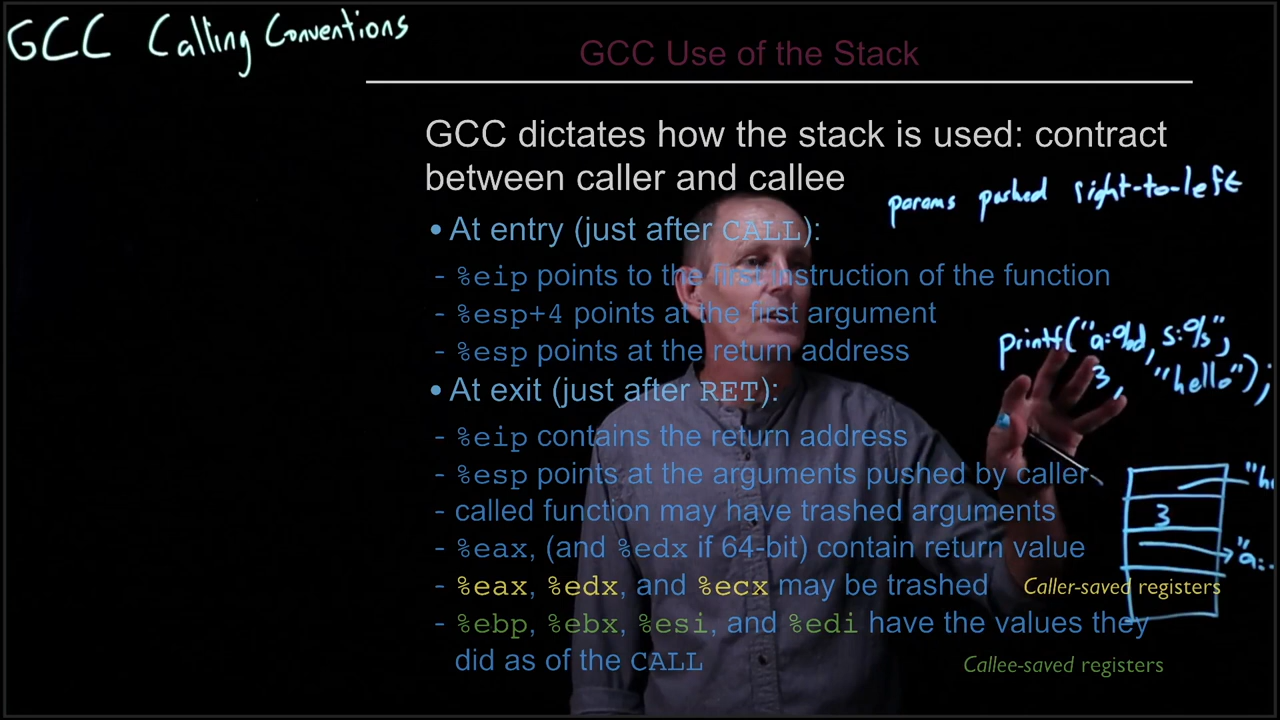 GCC Calling Conventions
GCC Use of the Stack
GCC dictates how the stack is used: contract
between caller and callee
params pushed right-to-left
• At entry (just after CALL):
- %eip points to the first instruction of the function
- %esp+4 points at the first argument
- %esp points at the return address
printf("a:%d, s:%s",
3, "hello");
• At exit (just after RET):
- %eip contains the return address
- %esp points at the arguments pushed by caller
"h
- called function may have trashed arguments
3
- %eax, (and %edx if 64-bit) contain return value
"a:
- %eax, %edx, and %ecx may be trashed
Caller-saved registers
- %ebp, %ebx, %esi, and %edi have the values they
did as of the CALL
Callee-saved registers